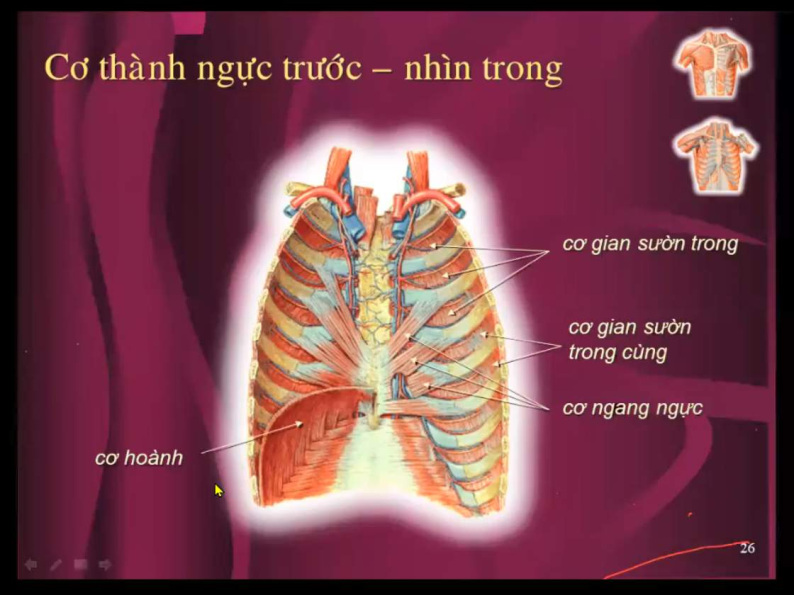 Cơ thành ngực trước – nhìn trong
cơ gian sườn trong
cơ gian sườn
trong cùng
cơ ngang ngực
cơ hoành
26